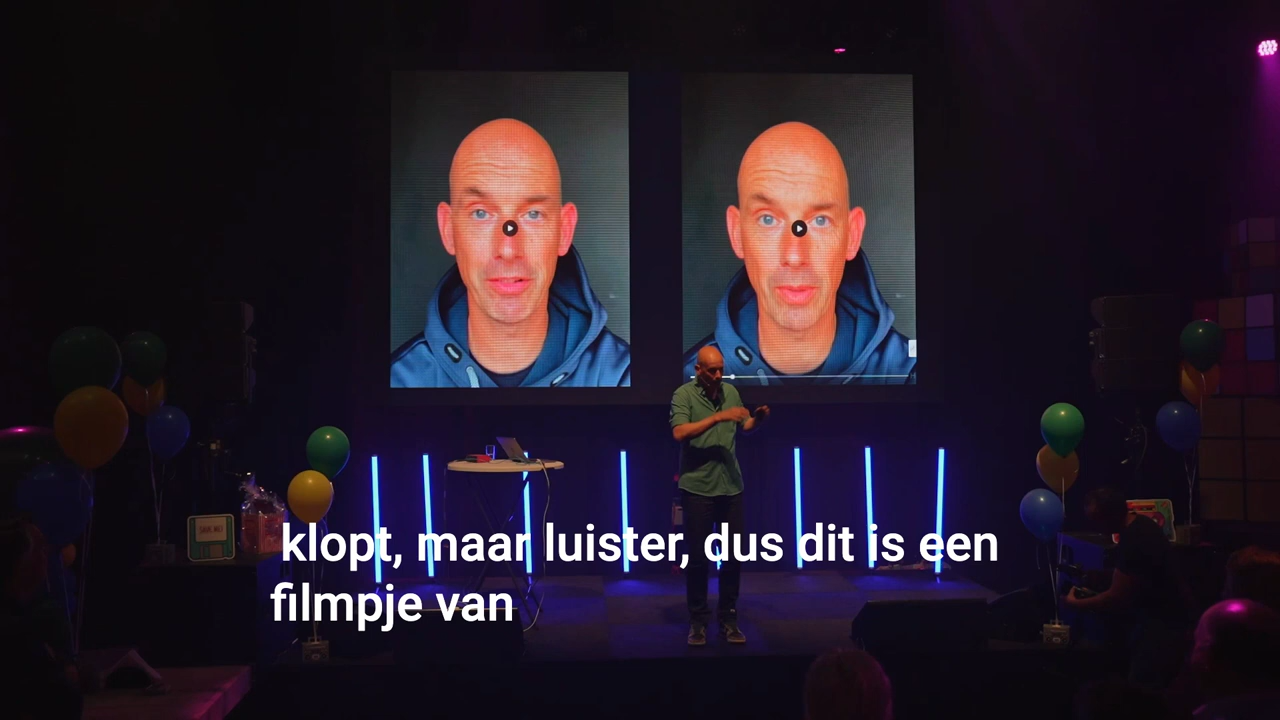 klopt, maar luister, dus dit is een
filmpje van